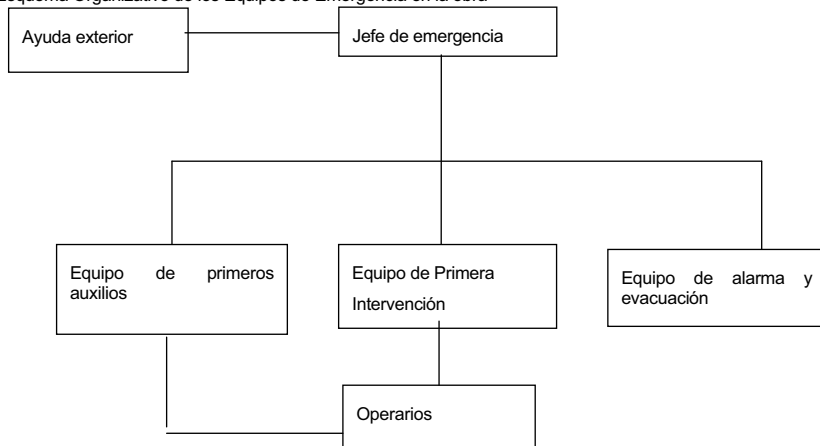 Esquema Organizativo de los Equipos de Emergencia en la obra
Ayuda exterior
Jefe de emergencia
Equipo de primeros
auxilios
Equipo de Primera
Intervención
Equipo de alarma y
evacuación
Operarios